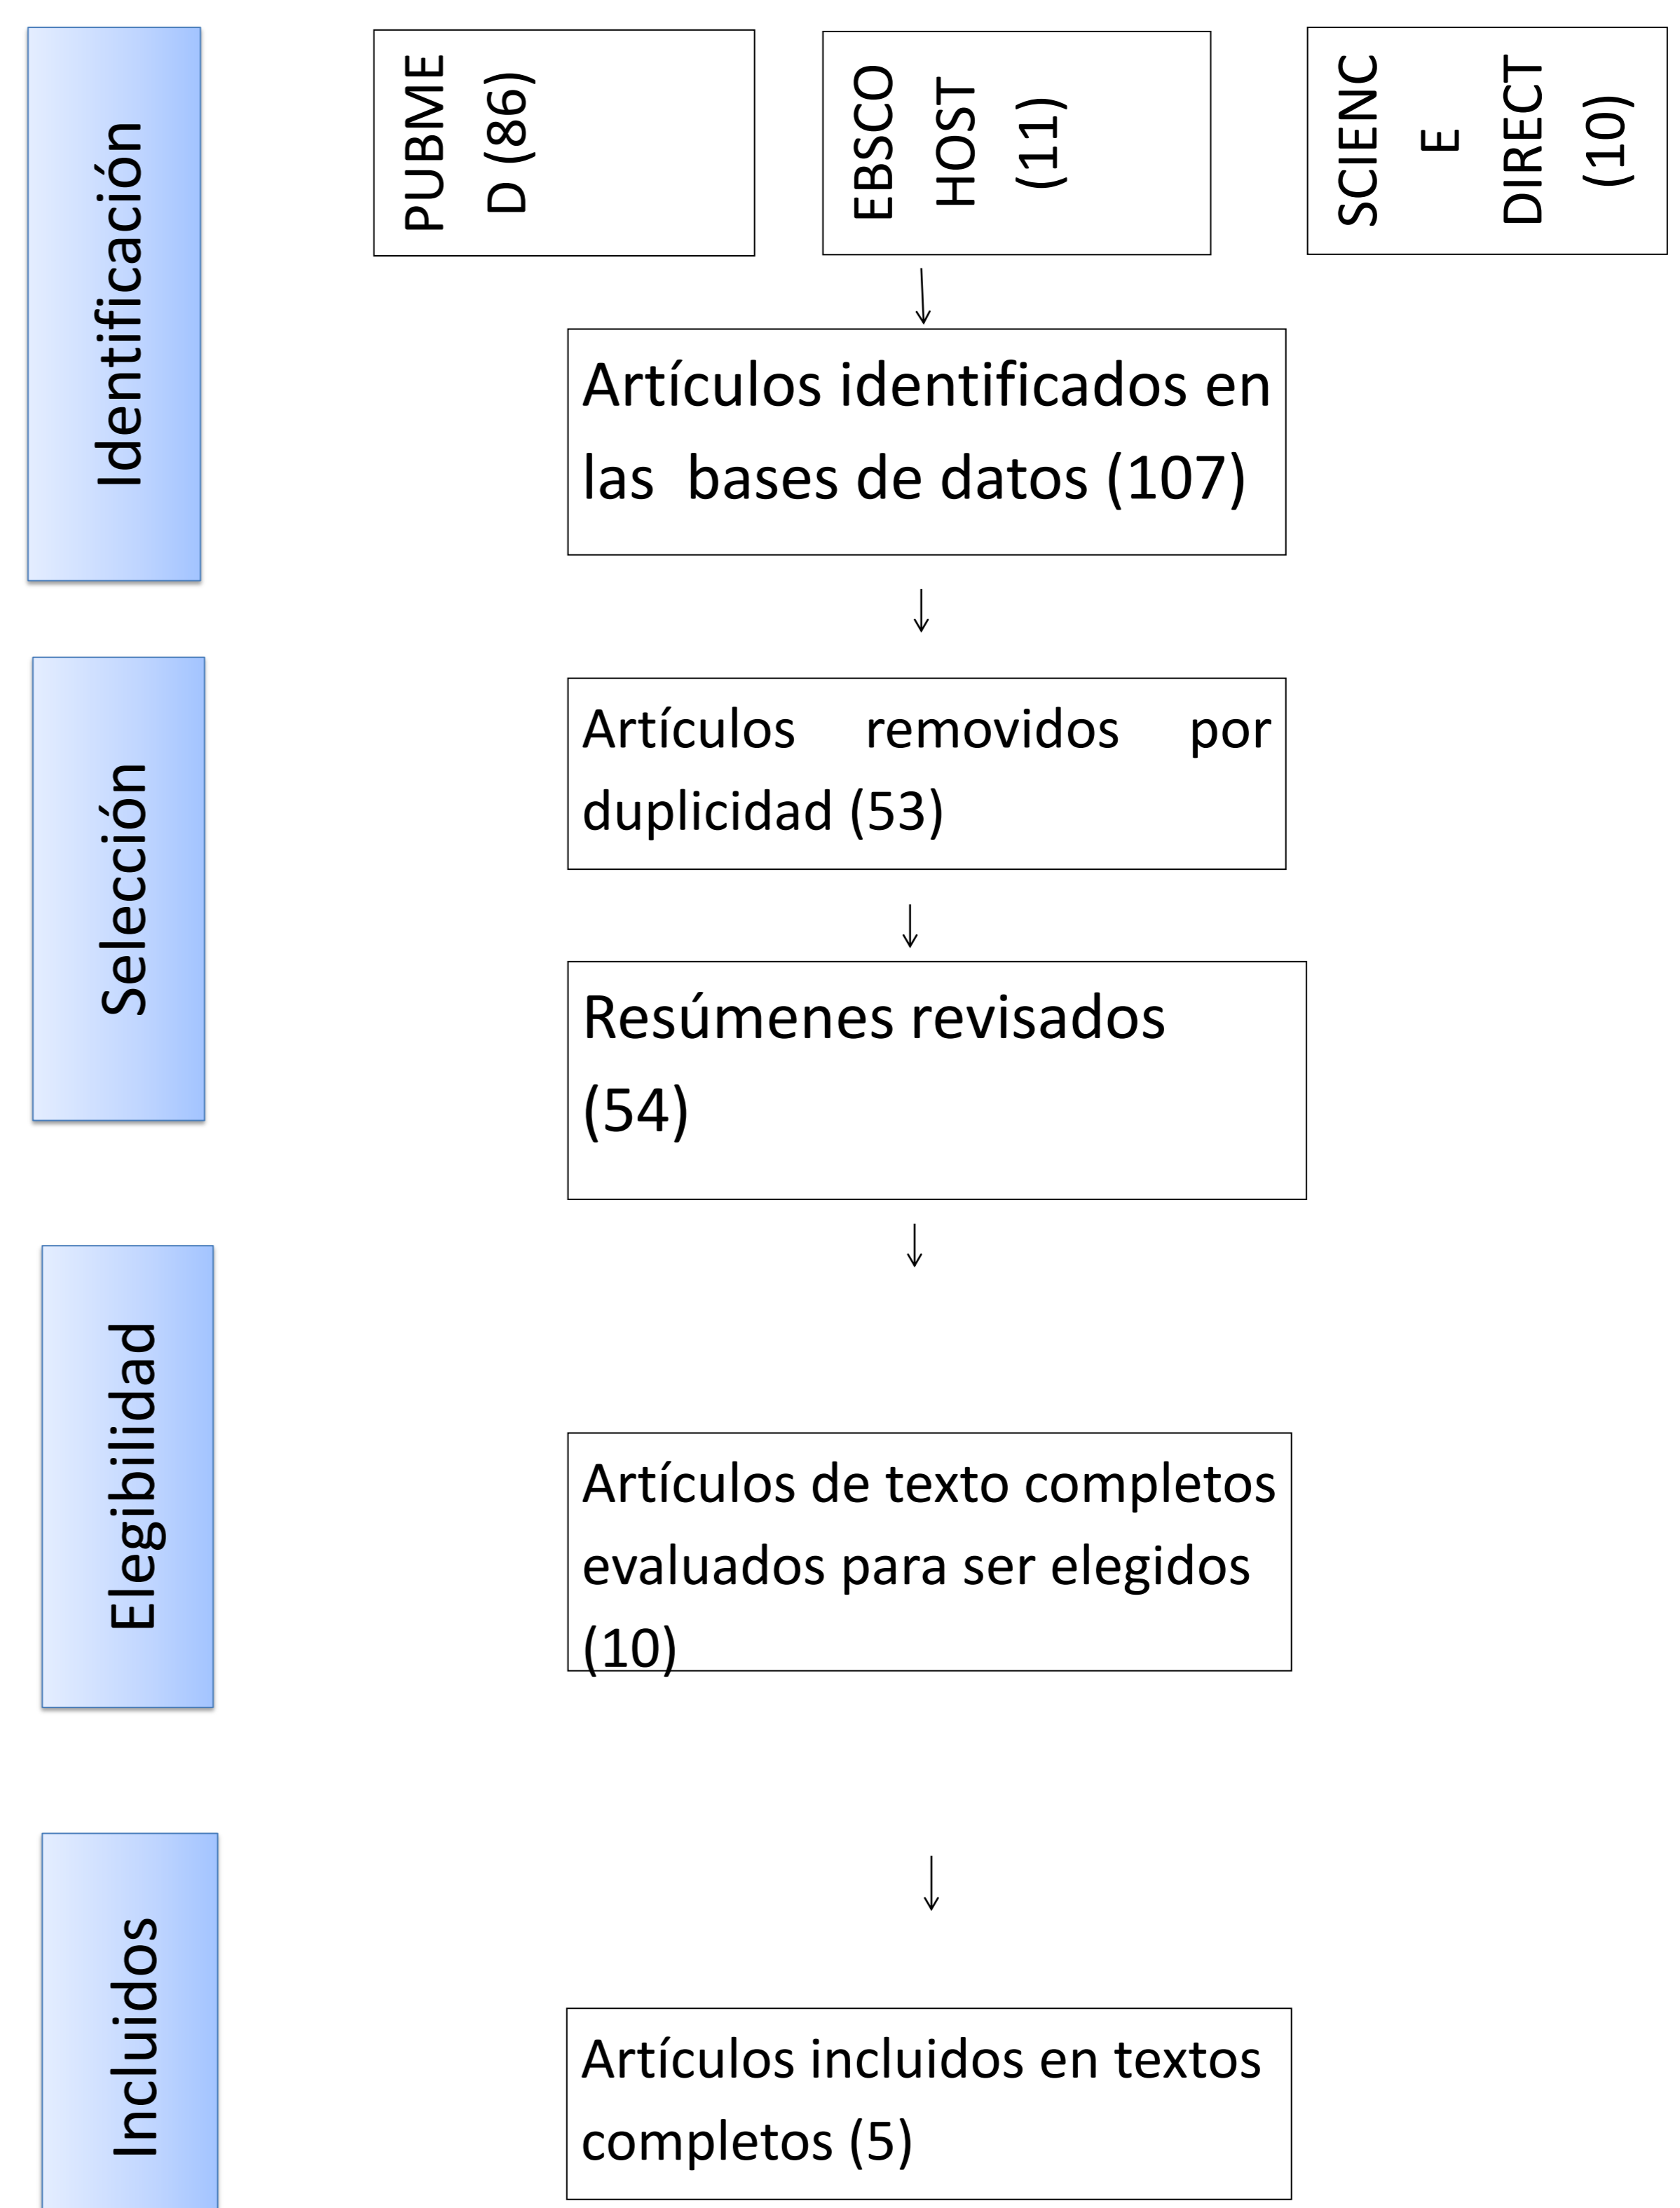 Identificación
PUBME
D (86)
EBSCO
HOST
(11)
SCIENC
E
DIRECT
(10)
Artículos identificados en
las bases de datos (107)
Selección
Artículos removidos por
duplicidad (53)
Resúmenes revisados
(54)
Elegibilidad
Artículos de texto completos
evaluados para ser elegidos
(10)
Incluidos
Artículos incluidos en textos
completos (5)